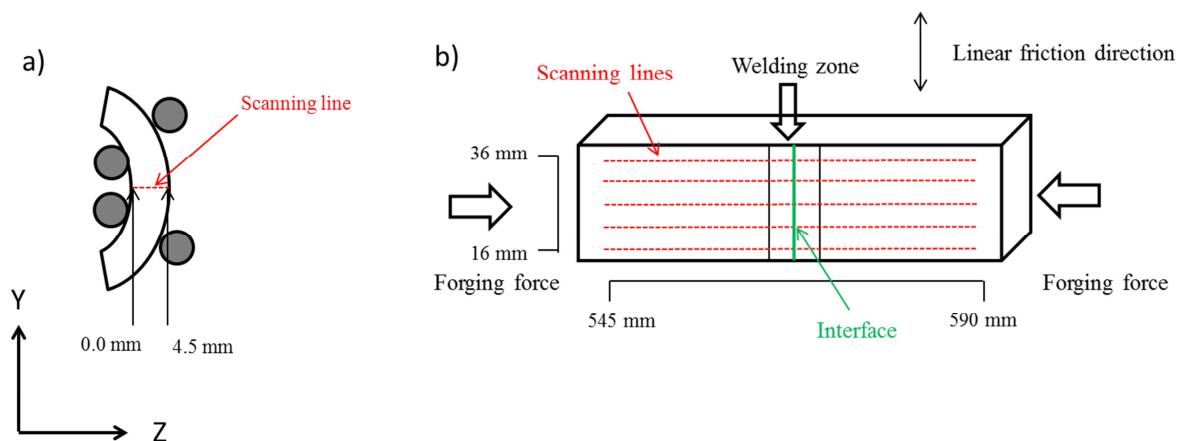 a)
Scanning line
0.0 mm
4.5 mm
Y
Z
b)
Linear friction direction
Welding zone
Scanning lines
36 mm
16 mm
Forging force
Forging force
545 mm
590 mm
Interface